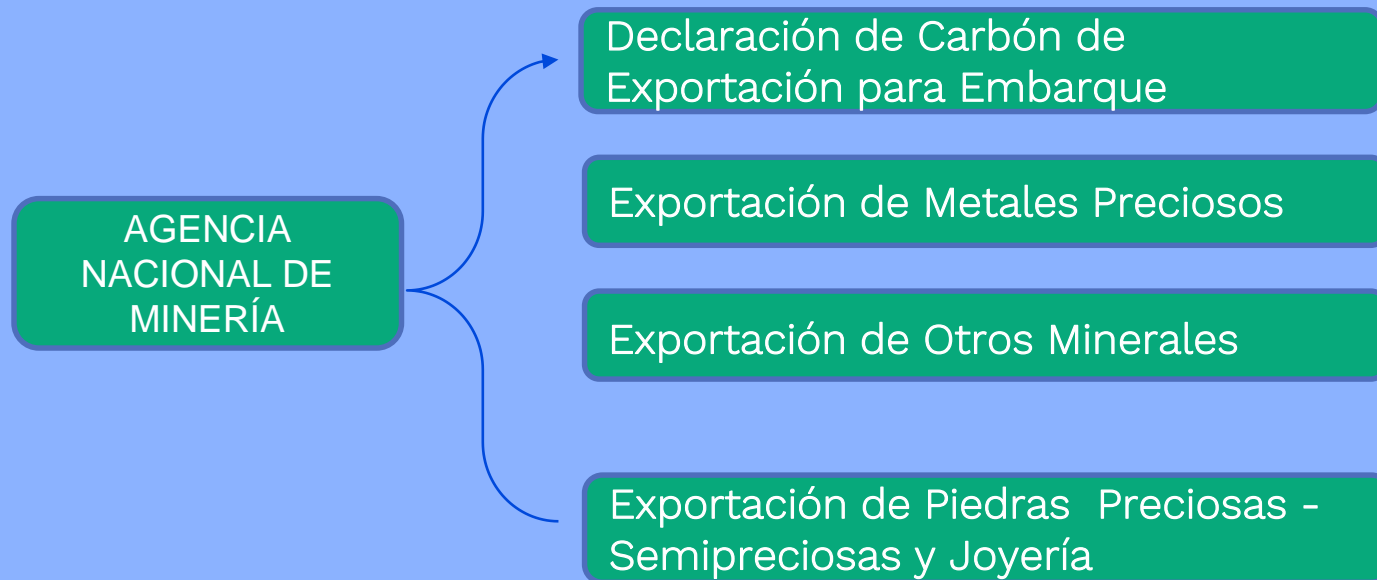 AGENCIA
NACIONAL DE
MINERÍA
Declaración de Carbón de
Exportación para Embarque
Exportación de Metales Preciosos
Exportación de Otros Minerales
Exportación de Piedras  Preciosas -
Semipreciosas y Joyería